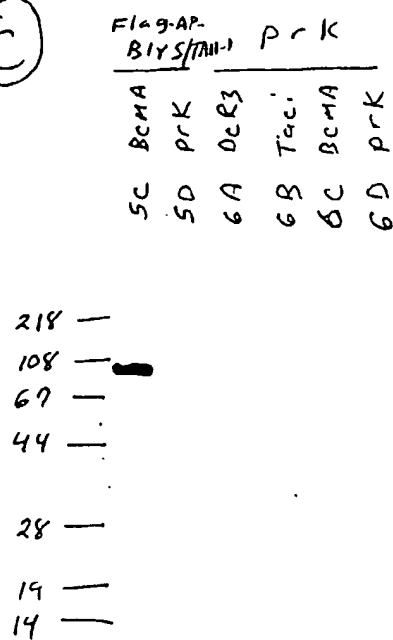 Flag-AP-
BlyS/TAll-1
prK
5C BCMA
5D prK
6A DcR3
6B Taci
6C BCMA
6D prK
218
108
67
44
28
19
14